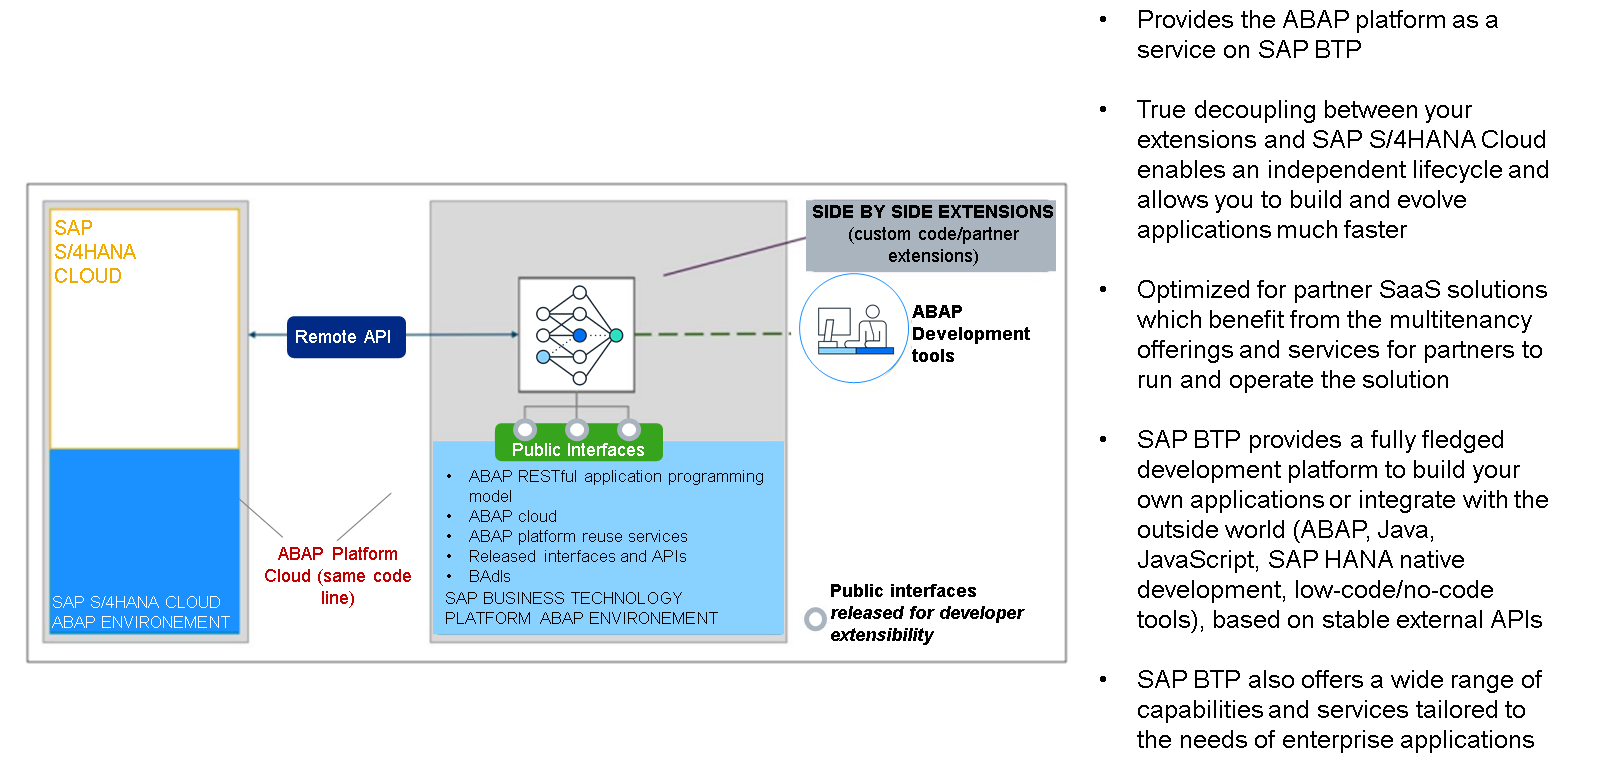 SAP
S/4HANA
CLOUD
SAP S/4HANA CLOUD
ABAP ENVIRONEMENT
Remote API
ABAP Platform
Cloud (same code
line)
Public Interfaces
• ABAP RESTful application programming
model
• ABAP cloud
• ABAP platform reuse services
• Released interfaces and APIs
• BAdIs
SAP BUSINESS TECHNOLOGY
PLATFORM ABAP ENVIRONEMENT
SIDE BY SIDE EXTENSIONS
(custom code/partner
extensions)
ABAP
Development
tools
Public interfaces
released for developer
extensibility
• Provides the ABAP platform as a
service on SAP BTP
• True decoupling between your
extensions and SAP S/4HANA Cloud
enables an independent lifecycle and
allows you to build and evolve
applications much faster
• Optimized for partner SaaS solutions
which benefit from the multitenancy
offerings and services for partners to
run and operate the solution
• SAP BTP provides a fully fledged
development platform to build your
own applications or integrate with the
outside world (ABAP, Java,
JavaScript, SAP HANA native
development, low-code/no-code
tools), based on stable external APIs
• SAP BTP also offers a wide range of
capabilities and services tailored to
the needs of enterprise applications